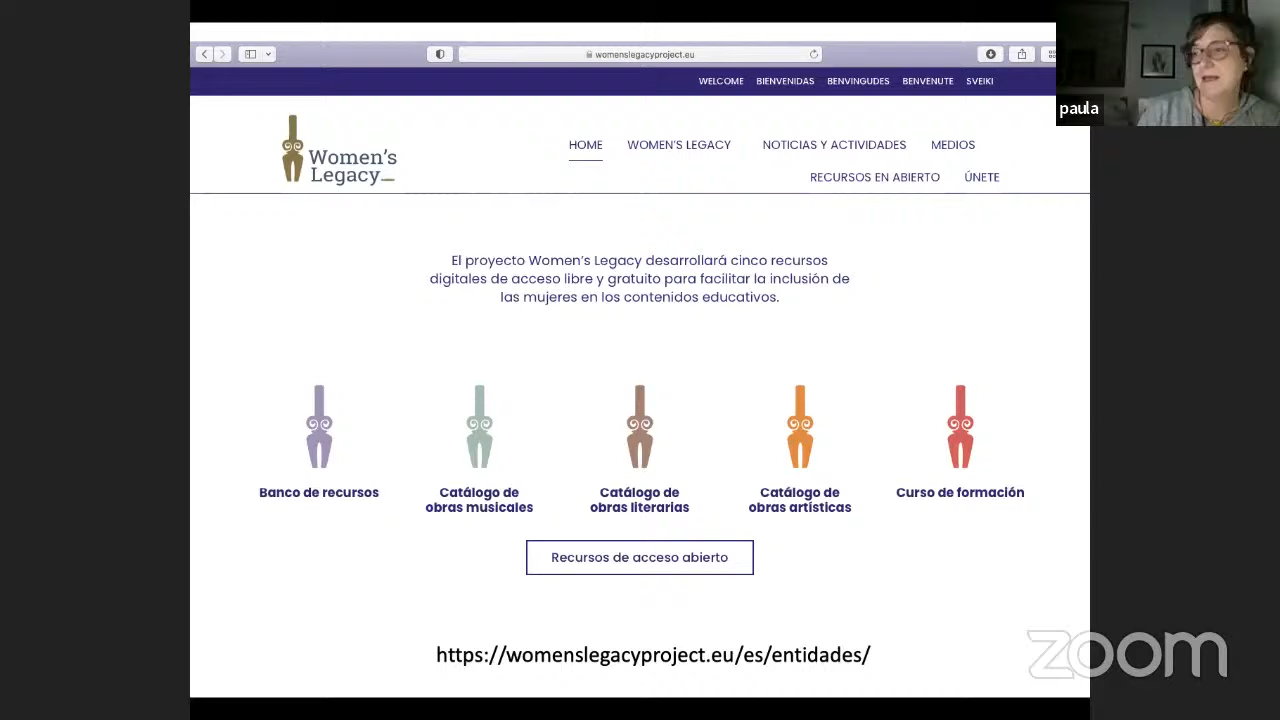 womenslegacyproject.eu
WELCOME BIENVENIDAS BENVINGUDES BENVENUTE SVEIKI
paula
Women's
Legacy
HOME WOMEN'S LEGACY NOTICIAS Y ACTIVIDADES MEDIOS
RECURSOS EN ABIERTO ÚNETE
El proyecto Women's Legacy desarrollará cinco recursos
digitales de acceso libre y gratuito para facilitar la inclusión de
las mujeres en los contenidos educativos.
Banco de recursos
Catálogo de
obras musicales
Catálogo de
obras literarias
Catálogo de
obras artísticas
Curso de formación
Recursos de acceso abierto
https://womenslegacyproject.eu/es/entidades/
zoom